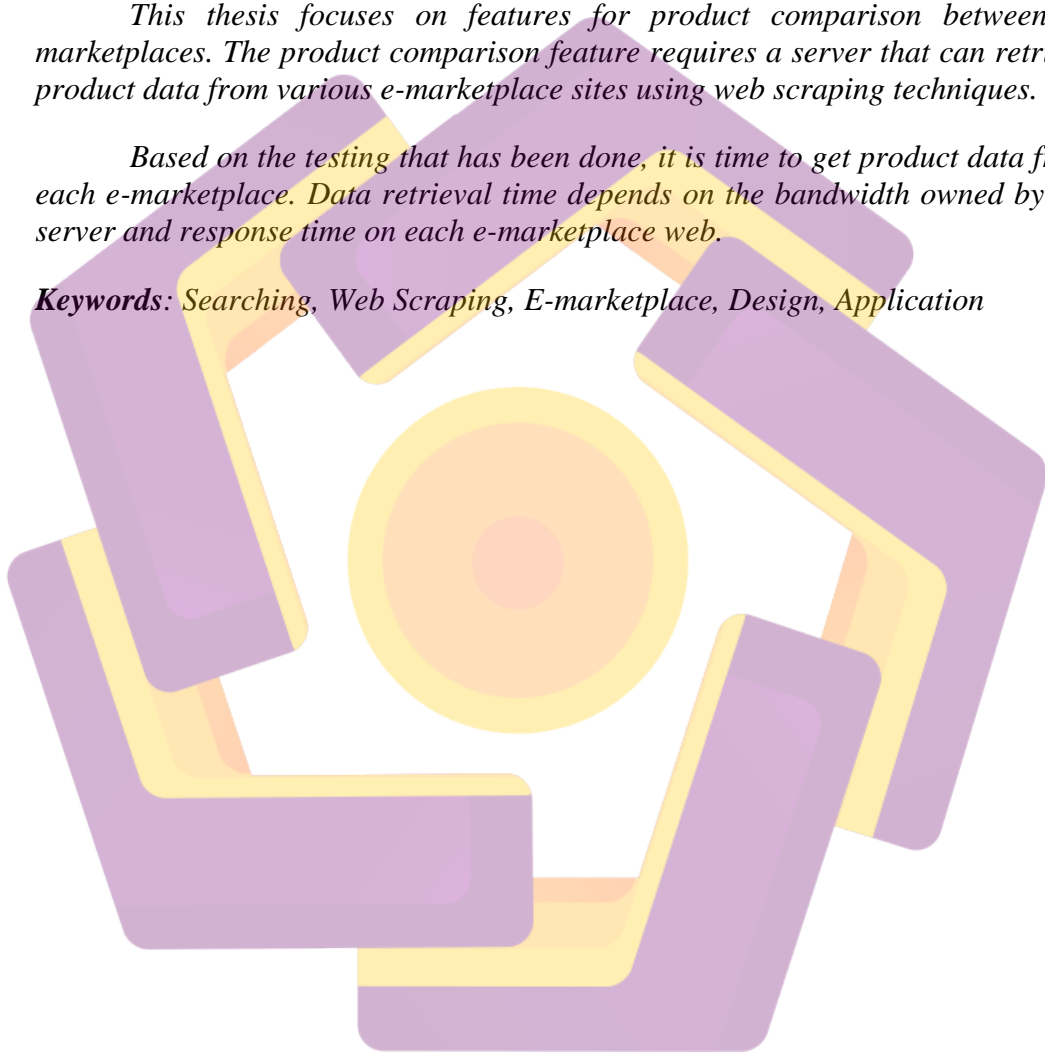 This thesis focuses on features for product comparison between
marketplaces. The product comparison feature requires a server that can retri
product data from various e-marketplace sites using web scraping techniques.
Based on the testing that has been done, it is time to get product data f
each e-marketplace. Data retrieval time depends on the bandwidth owned by
server and response time on each e-marketplace web.
Keywords: Searching, Web Scraping, E-marketplace, Design, Application